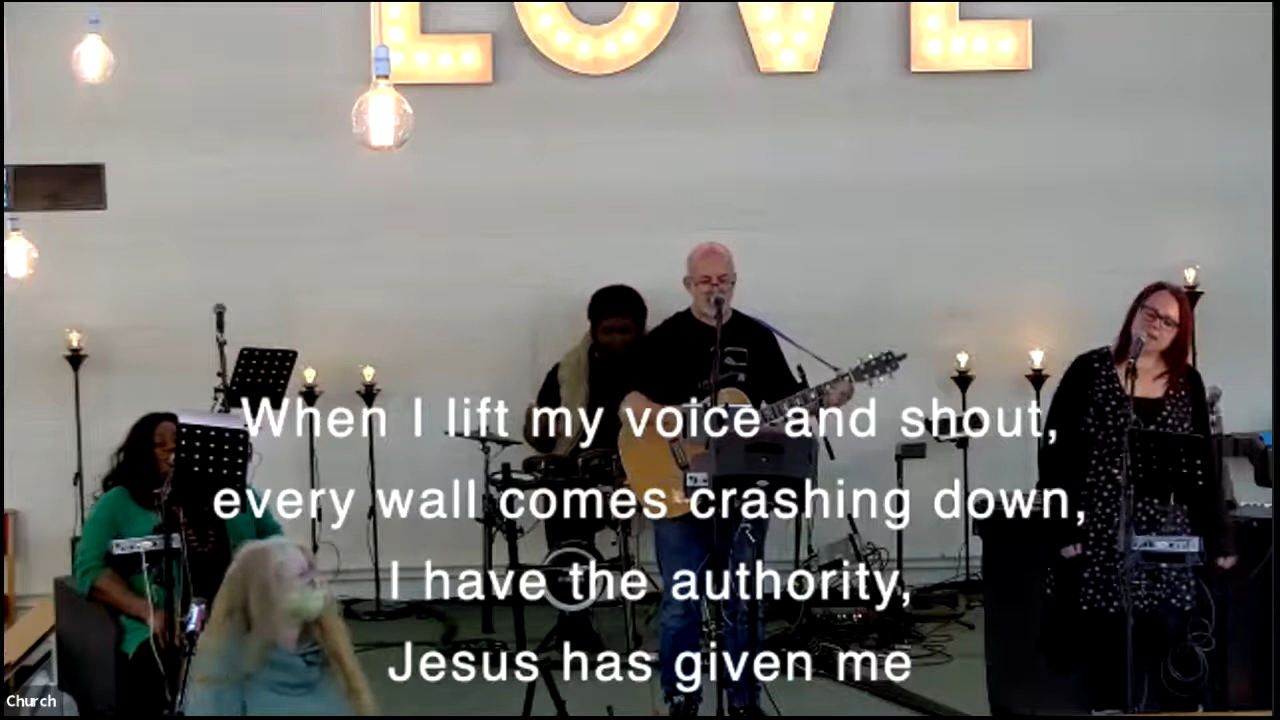 LOVE
When I lift my voice and shout,
every wall comes crashing down,
I have the authority,
Jesus has given me
Church